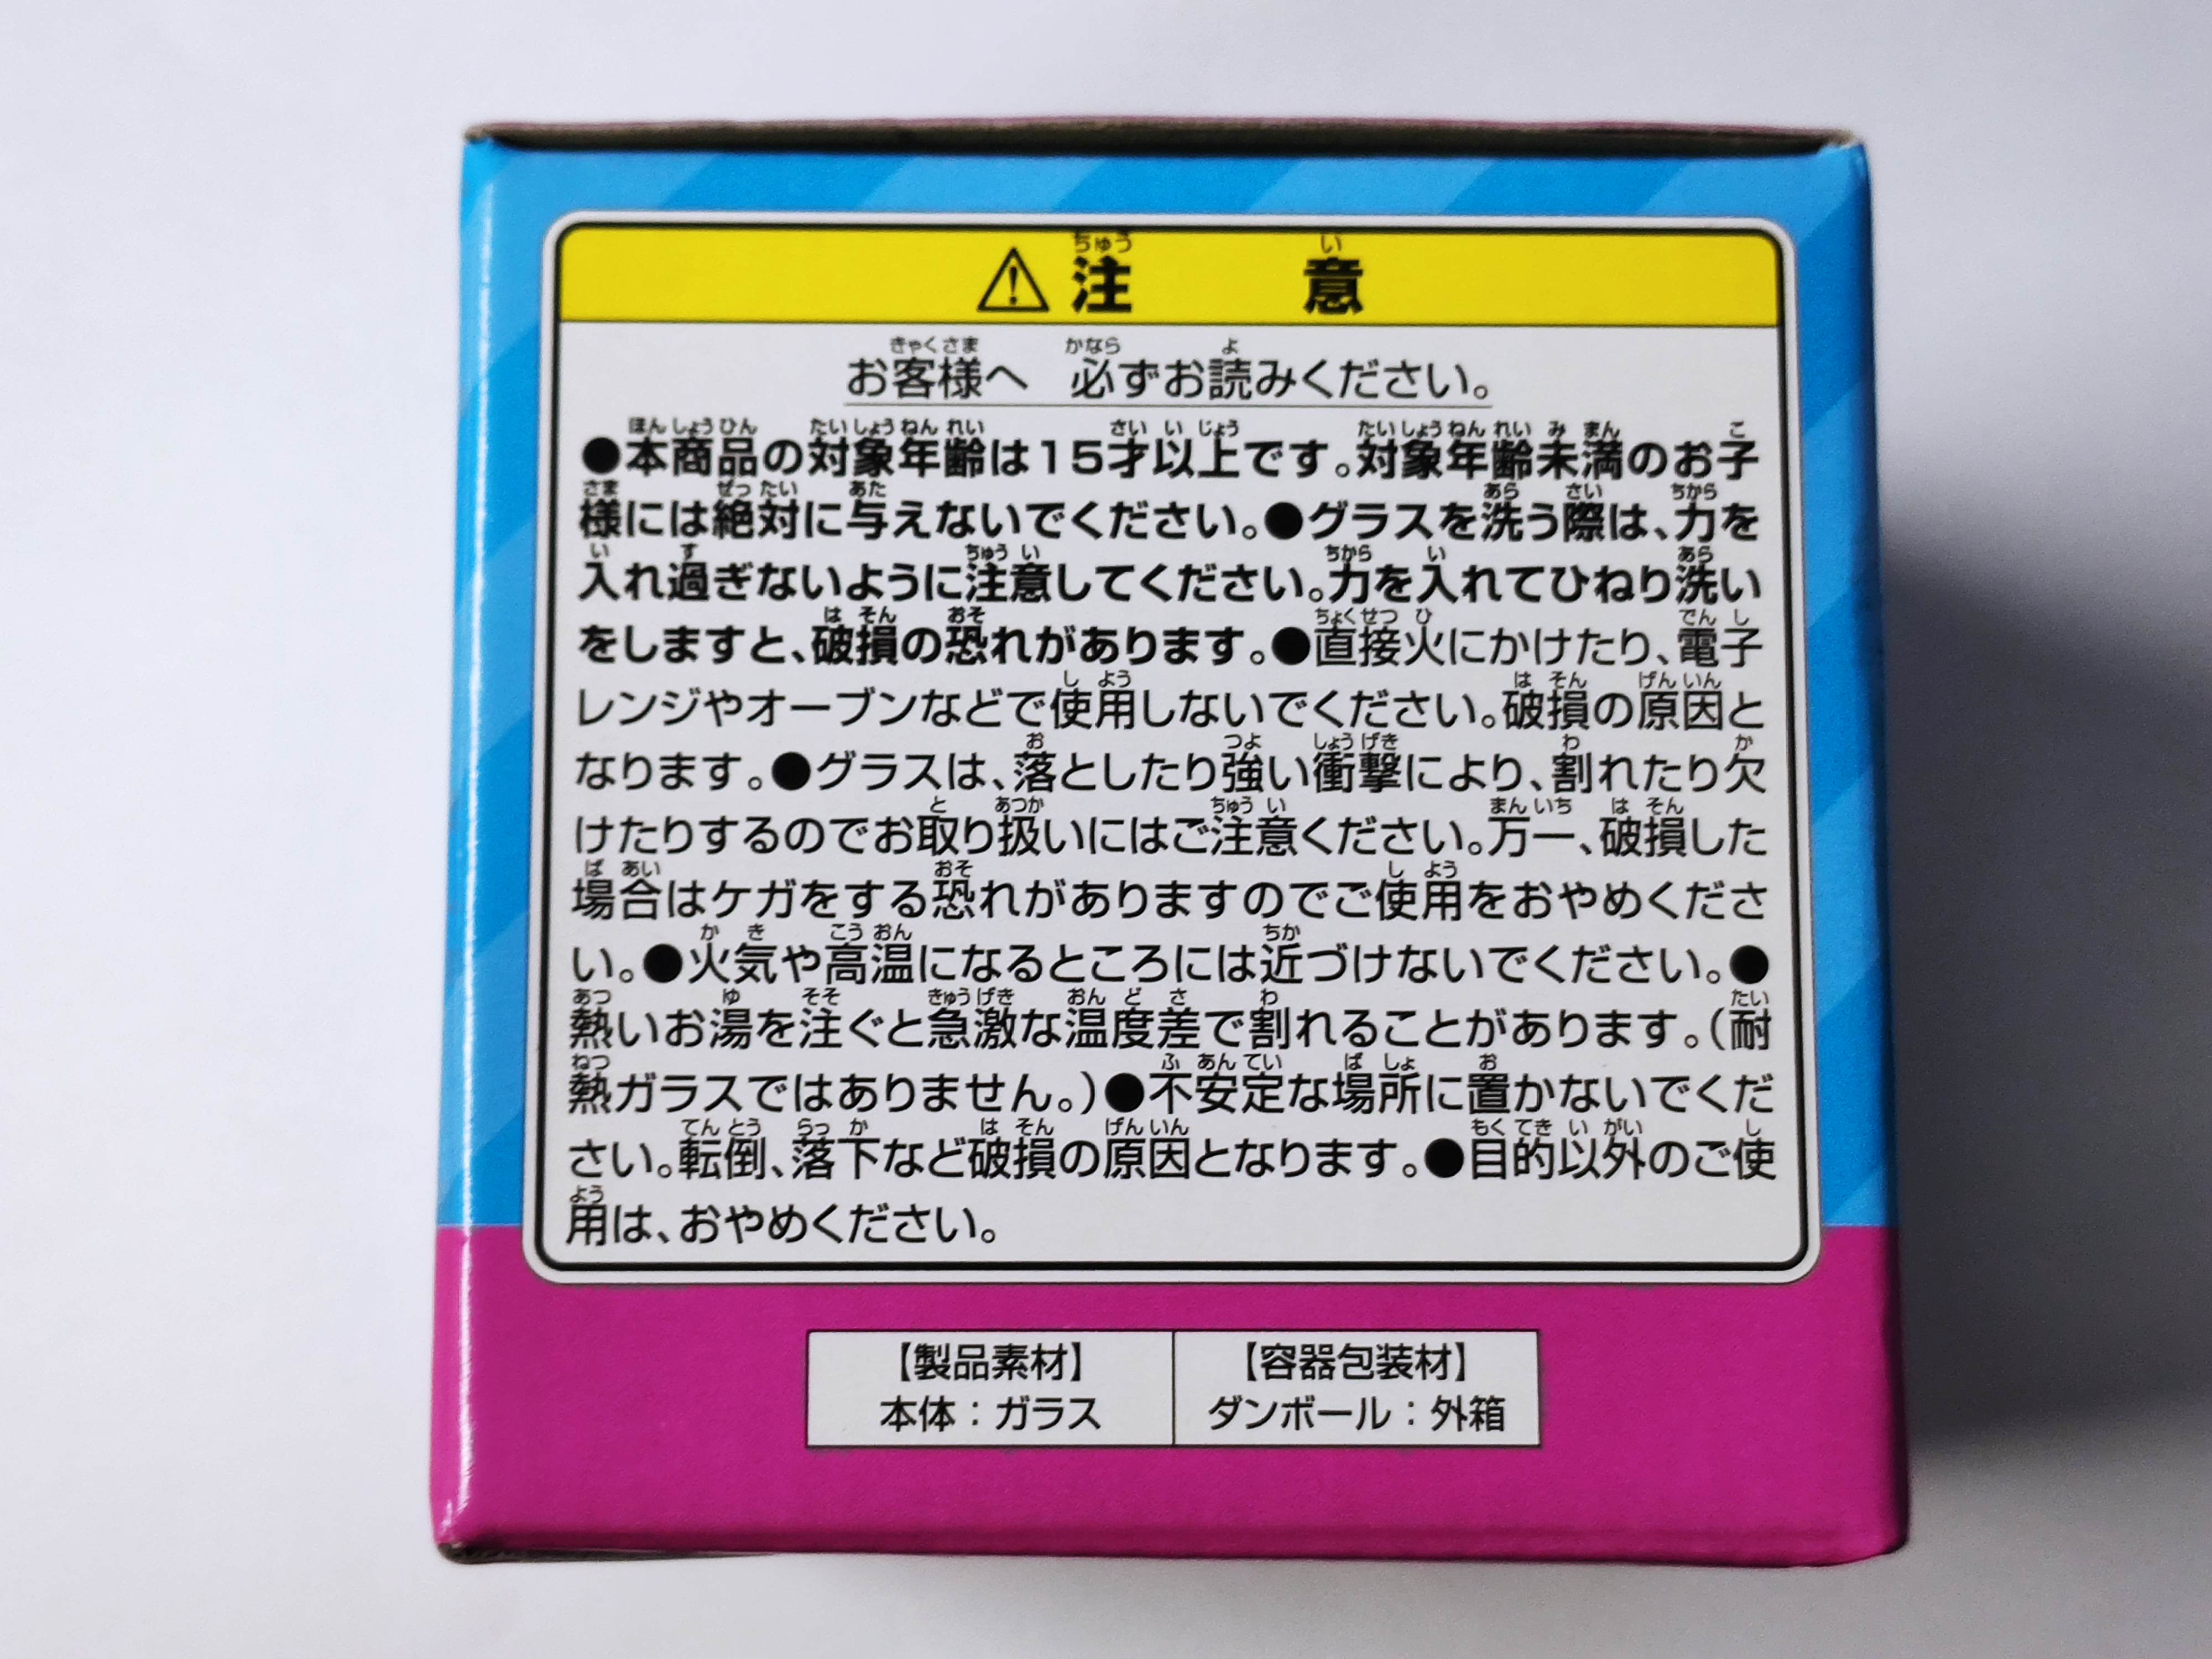 ⚠注意
お客様へ 必ずお読みください。
●本商品の対象年齢は15才以上です。対象年齢未満のお子
様には絶対に与えないでください。●グラスを洗う際は、力を
入れ過ぎないように注意してください。力を入れてひねり洗い
をしますと、破損の恐れがあります。●直接火にかけたり、電子
レンジやオーブンなどで使用しないでください。破損の原因と
なります。●グラスは、落としたり強い衝撃により、割れたり欠
けたりするのでお取り扱いにはご注意ください。万一、破損した
場合はケガをする恐れがありますのでご使用をおやめくださ
い。●火気や高温になるところには近づけないでください。●
熱いお湯を注ぐと急激な温度差で割れることがあります。(耐
熱ガラスではありません。)●不安定な場所に置かないでくだ
さい。転倒、落下など破損の原因となります。●目的以外のご使
用は、おやめください。
【製品素材】 【容器包装材】
本体:ガラス ダンボール:外箱